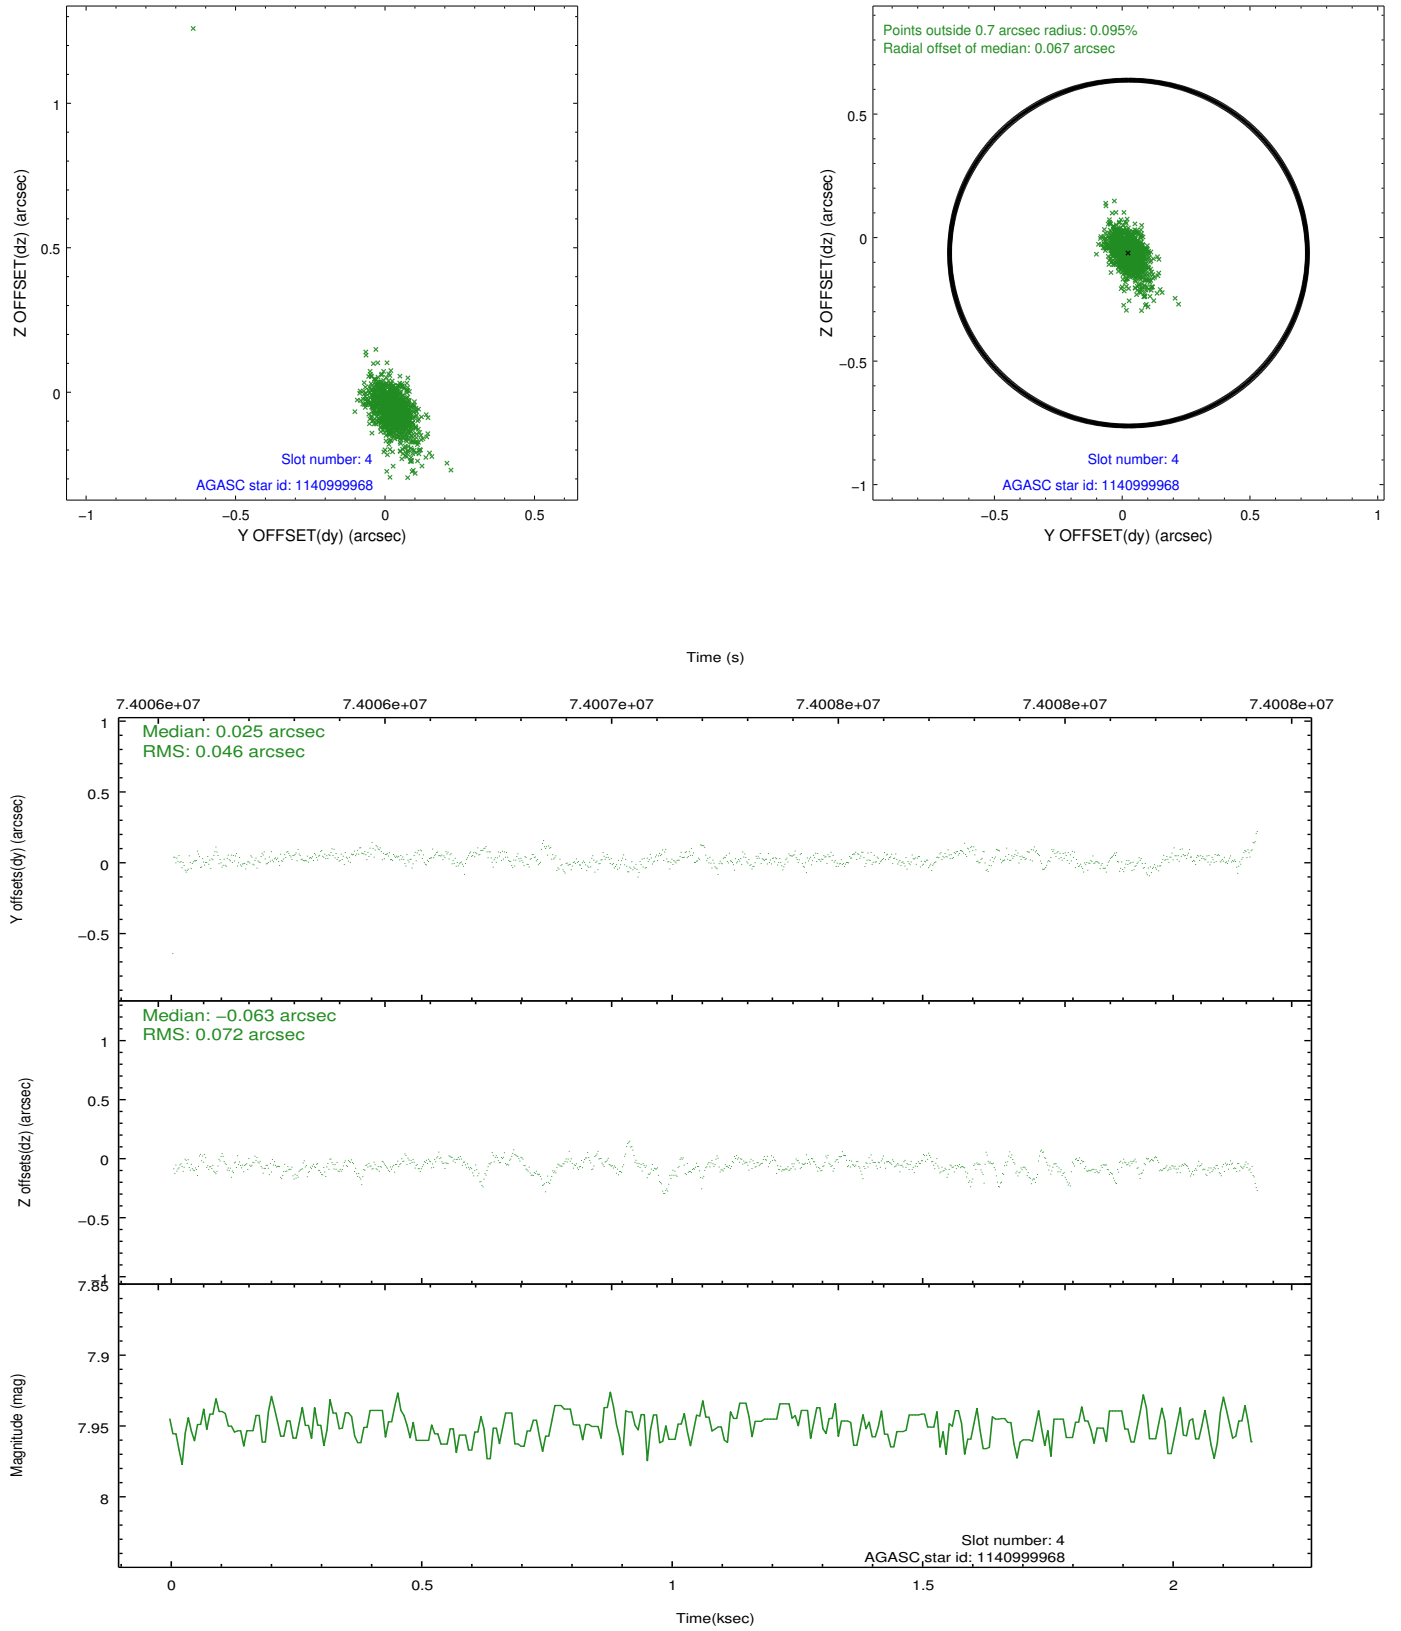 1
0.5
0
Z OFFSET(dz) (arcsec)
Slot number: 4
AGASC star id: 1140999968
−1
−0.5
0
0.5
Y OFFSET(dy) (arcsec)
Points outside 0.7 arcsec radius: 0.095%
Radial offset of median: 0.067 arcsec
0.5
0
−0.5
−1
Z OFFSET(dz) (arcsec)
Slot number: 4
AGASC star id: 1140999968
−0.5
0
0.5
1
Y OFFSET(dy) (arcsec)
Time (s)
7.4006e+07
7.4006e+07
7.4007e+07
7.4008e+07
7.4008e+07
7.4008e+07
Median: 0.025 arcsec
RMS: 0.046 arcsec
1
0.5
0
−0.5
Y offsets(dy) (arcsec)
Median: −0.063 arcsec
RMS: 0.072 arcsec
1
0.5
0
−0.5
−1
Z offsets(dz) (arcsec)
7.85
7.9
7.95
8
Magnitude (mag)
Slot number: 4
AGASC star id: 1140999968
0
0.5
1
1.5
2
Time(ksec)